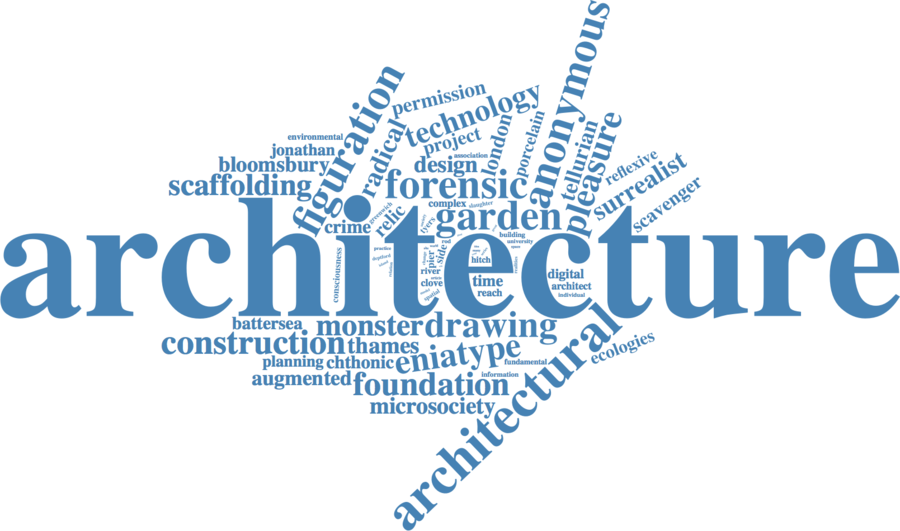 anonymous
figuration
permission
technology
environmental
jonathan
radical
project
london
porcelain
bloomsbury
design
association
tellurian
pleasure
reflexive
scaffolding
forensic
surrealist
scavenger
complex
slaughter
greenwich
relic
crime
tyers
garden
architecture
building
university
practice
consciousness
deptford
pier
side
red
hitch
river
clove
time
reach
spatial
digital
architect
individual
battersea
monster
drawing
construction
thames
eniatype
architectural
ecologies
planning
chthonic
fundamental
augmented
foundation
information
microsociety